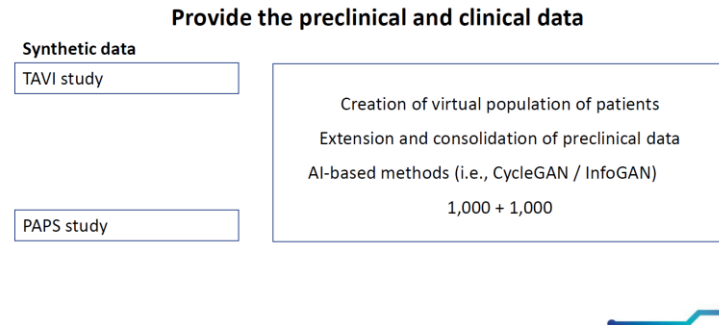 Provide the preclinical and clinical data
Synthetic data
TAVI study
Creation of virtual population of patients
Extension and consolidation of preclinical data
AI-based methods (i.e., CycleGAN / InfoGAN)
1,000 + 1,000
PAPS study